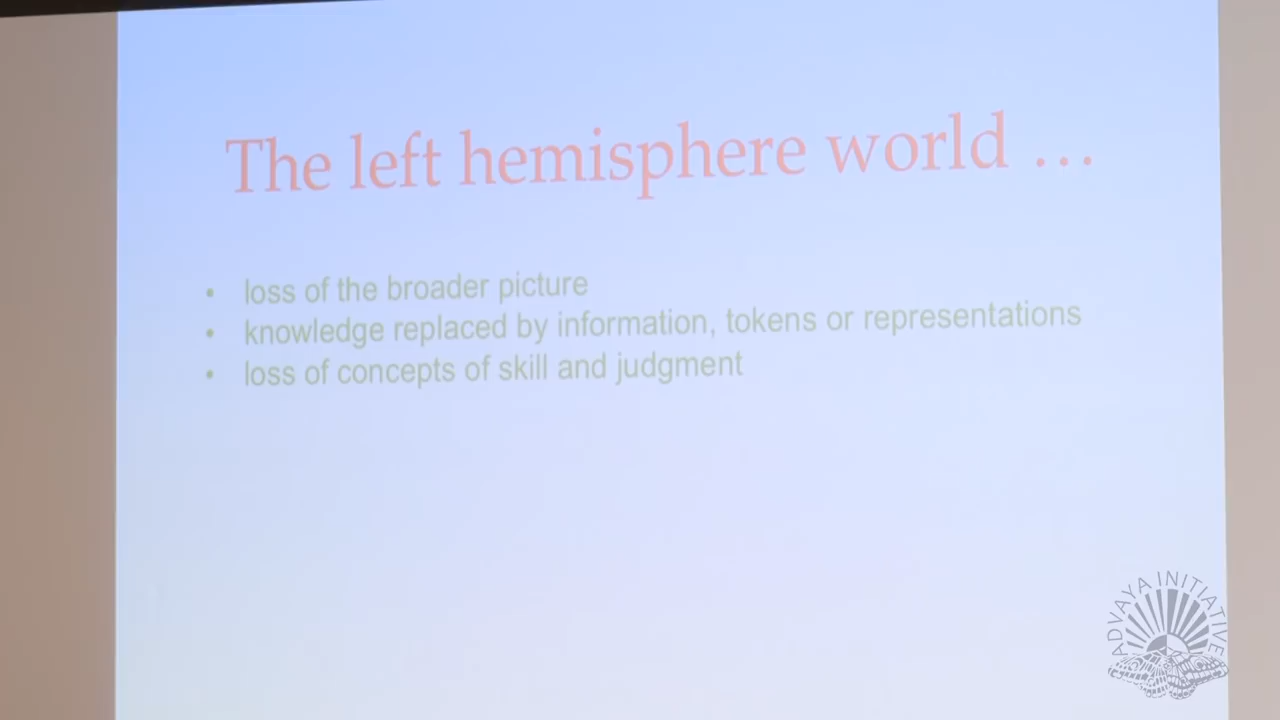 The left hemisphere world …
• loss of the broader picture
• knowledge replaced by information, tokens or representations
• loss of concepts of skill and judgment
ADVAYA INITIATIVE